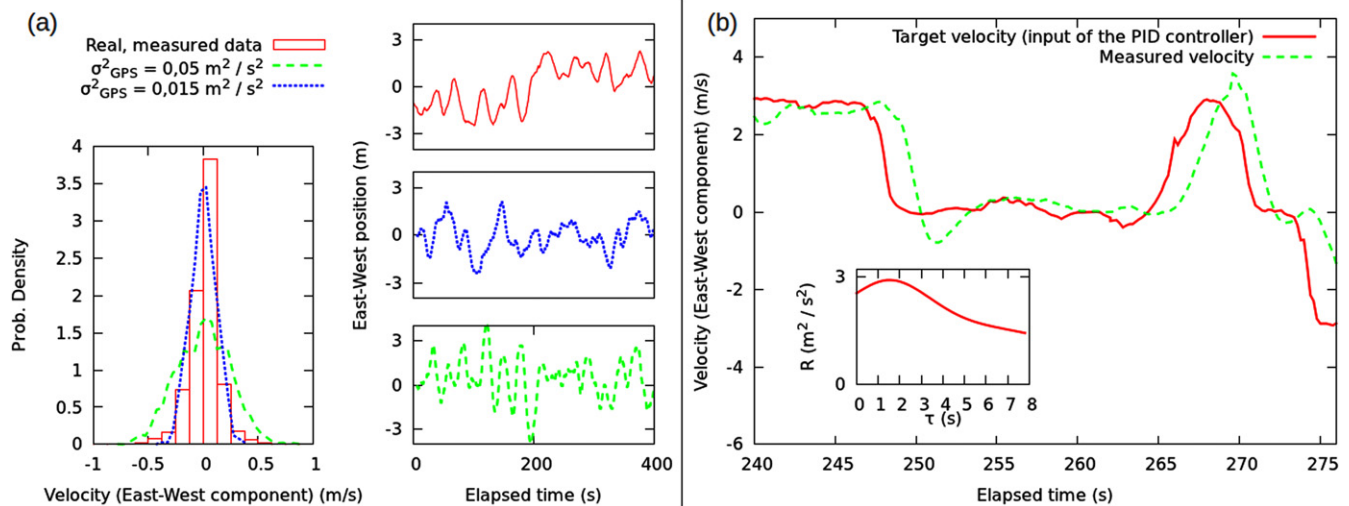 (a)
Real, measured data
σ²GPS = 0,05 m² / s²
σ²GPS = 0,015 m² / s²
Prob. Density
4
3.5
3
2.5
2
1.5
1
0.5
0
-1 -0.5 0 0.5 1
Velocity (East-West component) (m/s)
East-West position (m)
3
0
-3
3
0
-3
3
0
-3
0 200 400
Elapsed time (s)
(b)
Target velocity (input of the PID controller)
Measured velocity
Velocity (East-West component) (m/s)
4
2
0
-2
-4
-6
R (m² / s²)
3
0
0 1 2 3 4 5 6 7 8
τ (s)
240 245 250 255 260 265 270 275
Elapsed time (s)